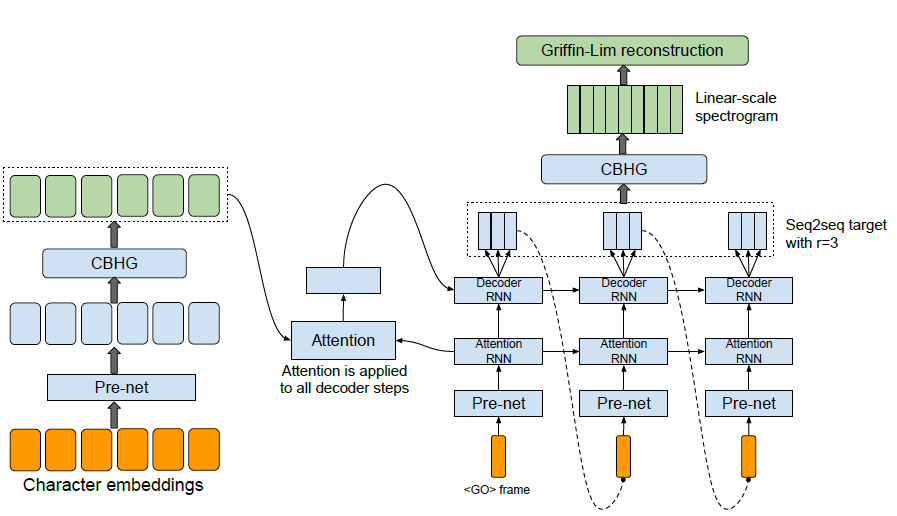 Griffin-Lim reconstruction
Linear-scale
spectrogram
CBHG
Seq2seq target
with r=3
CBHG
Decoder
RNN
Decoder
RNN
Decoder
RNN
Attention
Attention is applied
to all decoder steps
Attention
RNN
Attention
RNN
Attention
RNN
Pre-net
Pre-net
Pre-net
Pre-net
Character embeddings
<GO> frame